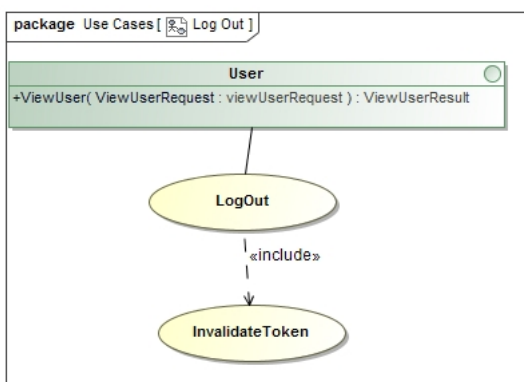 package Use Cases [ Log Out ]
User
+ViewUser( ViewUserRequest : viewUserRequest ) : ViewUserResult
LogOut
«include»
InvalidateToken